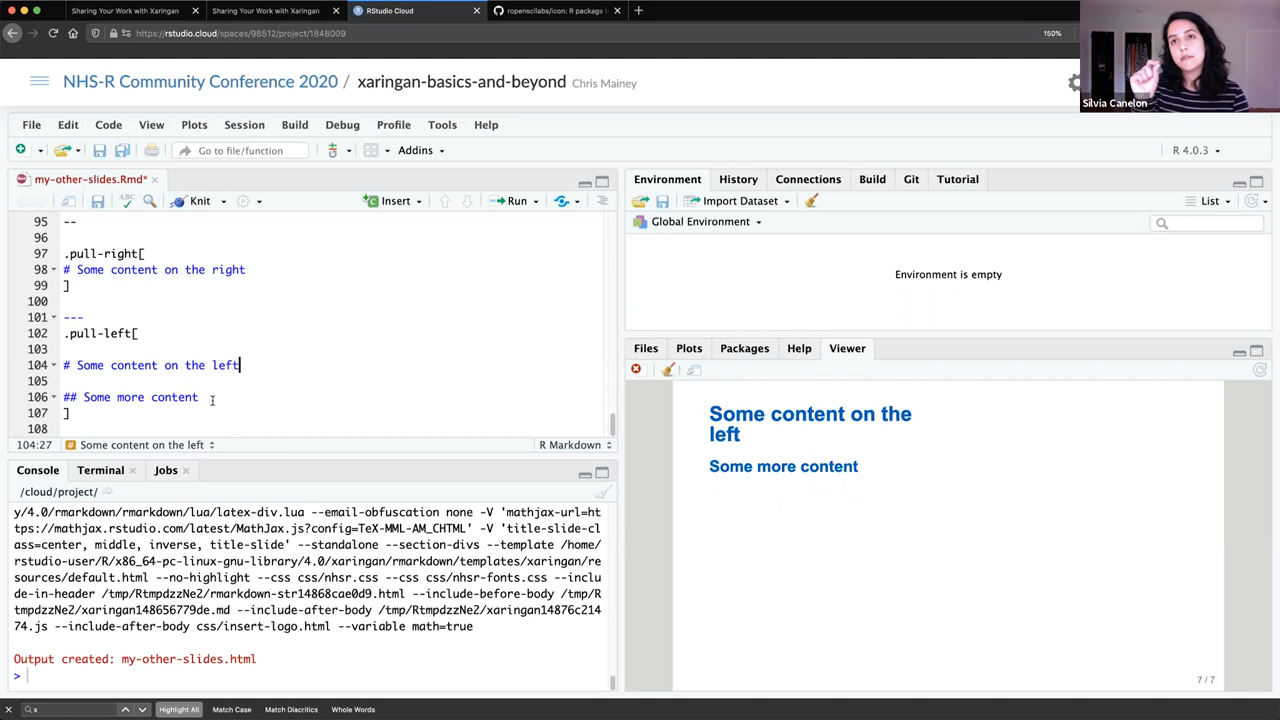 Sharing Your Work with Xaringan
Sharing Your Work with Xaringan
RStudio Cloud
ropenscilabs/icon: R package
https://rstudio.cloud/spaces/98512/project/1848009
150%
NHS-R Community Conference 2020 / xaringan-basics-and-beyond Chris Mainey
Silvia Canelon
File Edit Code View Plots Session Build Debug Profile Tools Help
Go to file/function
Addins
R 4.0.3
my-other-slides.Rmd*
ABC
Knit
Insert
Run
95 --
96
97 .pull-right[
98 # Some content on the right
99 ]
100
101 ---
102 .pull-left[
103
104 # Some content on the left
105
106 ## Some more content
107 ]
108
104:27 # Some content on the left R Markdown
Environment History Connections Build Git Tutorial
Import Dataset
List
Global Environment
Environment is empty
Files Plots Packages Help Viewer
Some content on the
left
Some more content
7 / 7
Console Terminal Jobs
/cloud/project/
y/4.0/rmarkdown/rmarkdown/lua/latex-div.lua --email-obfuscation none -V 'mathjax-url=ht
tps://mathjax.rstudio.com/latest/MathJax.js?config=TeX-MML-AM_CHTML' -V 'title-slide-cl
ass=center, middle, inverse, title-slide' --standalone --section-divs --template /home/
rstudio-user/R/x86_64-pc-linux-gnu-library/4.0/xaringan/rmarkdown/templates/xaringan/re
sources/default.html --no-highlight --css css/nhsr.css --css css/nhsr-fonts.css --inclu
de-in-header /tmp/RtmpdzzNe2/rmarkdown-str14868cae0d9.html --include-before-body /tmp/R
tmpdzzNe2/xaringan148656779de.md --include-after-body /tmp/RtmpdzzNe2/xaringan14876c214
74.js --include-after-body css/insert-logo.html --variable math=true
Output created: my-other-slides.html
>
x
Highlight All Match Case Match Diacritics Whole Words